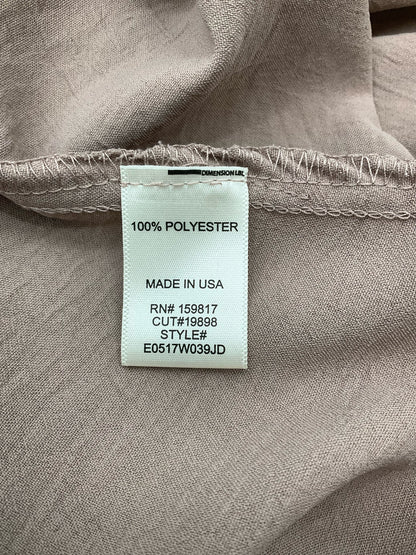 DIMENSION LBL
100% POLYESTER
MADE IN USA
RN# 159817
CUT#19898
STYLE#
E0517W039JD